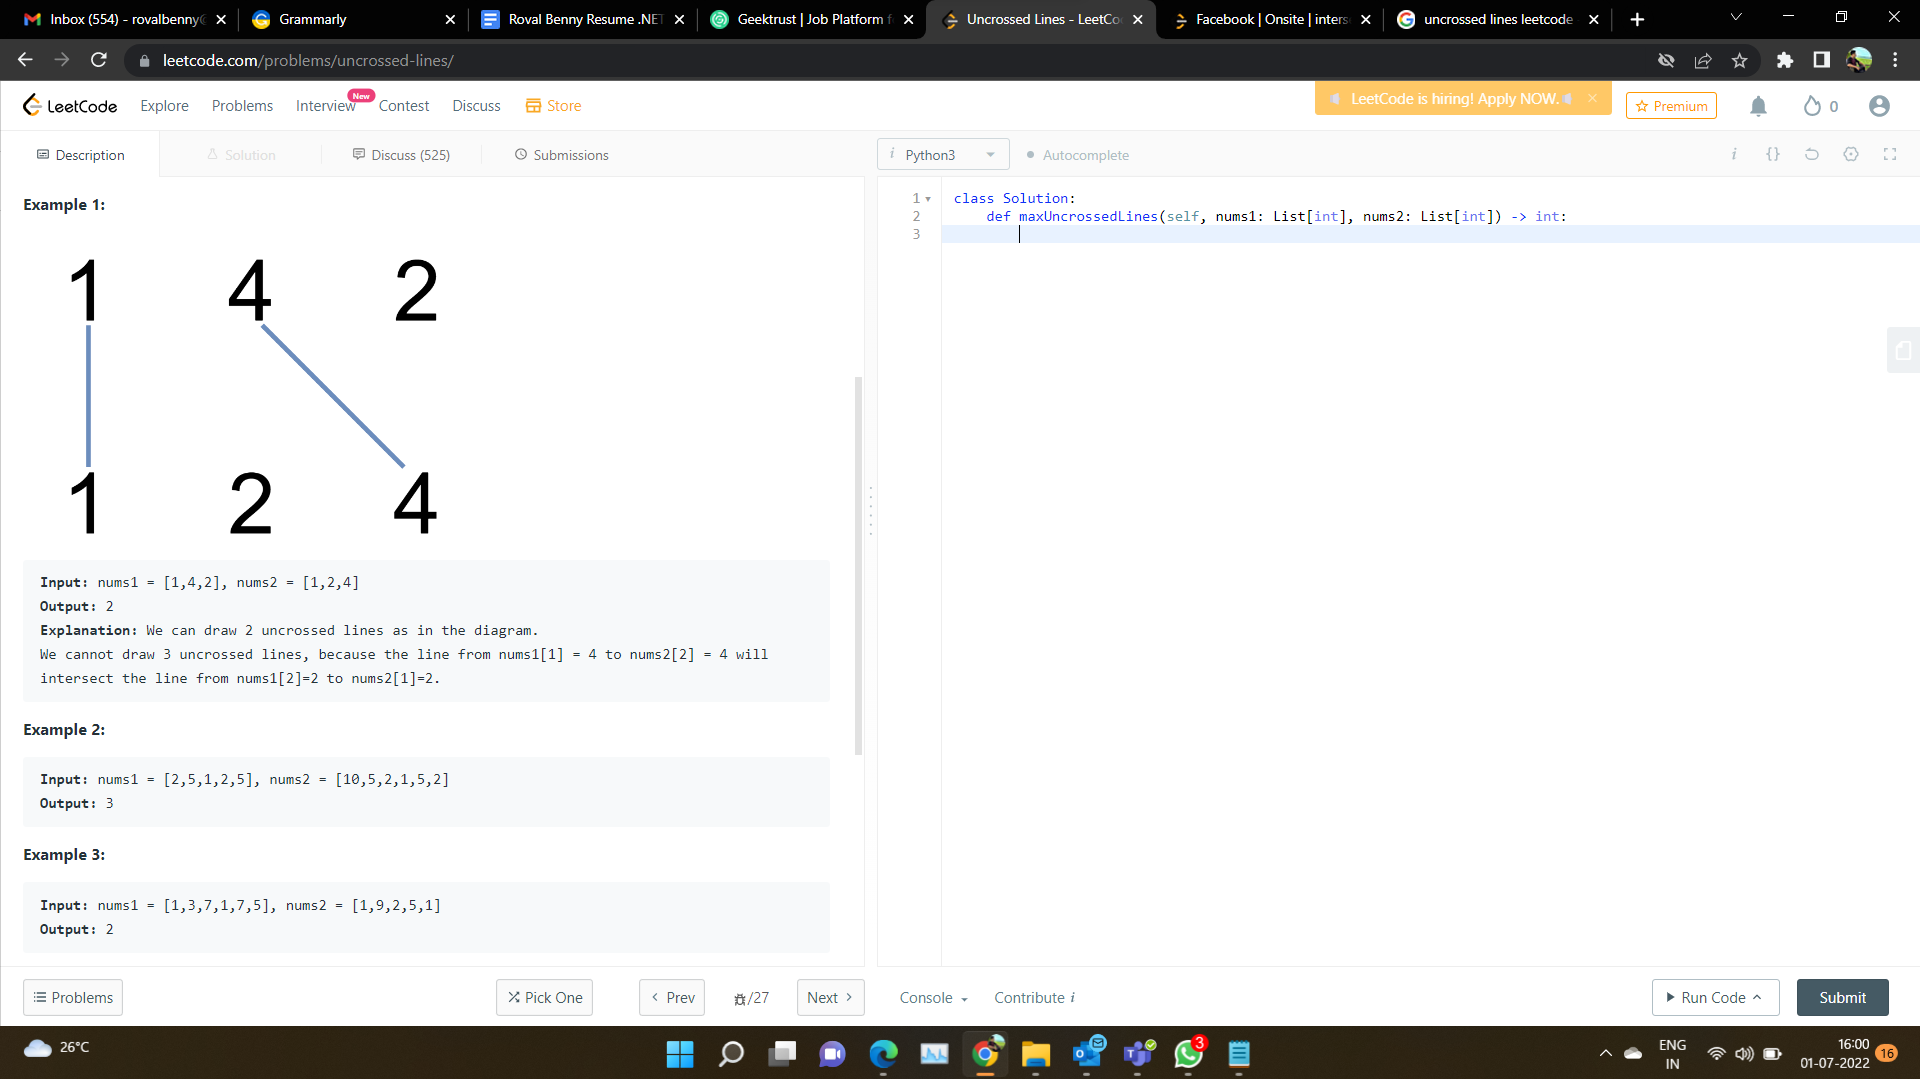 Inbox (554) - rovalbenny@
Grammarly
Roval Benny Resume .NET
Geektrust | Job Platform f
Uncrossed Lines - LeetCo
Facebook | Onsite | inters
uncrossed lines leetcode
leetcode.com/problems/uncrossed-lines/
LeetCode
Explore
Problems
Interview
New
Contest
Discuss
Store
LeetCode is hiring! Apply NOW.
Premium
0
Description
Solution
Discuss (525)
Submissions
i Python3
Autocomplete
i {}
Example 1:
1 4 2
1 2 4
Input: nums1 = [1,4,2], nums2 = [1,2,4]
Output: 2
Explanation: We can draw 2 uncrossed lines as in the diagram.
We cannot draw 3 uncrossed lines, because the line from nums1[1] = 4 to nums2[2] = 4 will
intersect the line from nums1[2]=2 to nums2[1]=2.
Example 2:
Input: nums1 = [2,5,1,2,5], nums2 = [10,5,2,1,5,2]
Output: 3
Example 3:
Input: nums1 = [1,3,7,1,7,5], nums2 = [1,9,2,5,1]
Output: 2
1 class Solution:
2 def maxUncrossedLines(self, nums1: List[int], nums2: List[int]) -> int:
3
Problems
Pick One
Prev
/27
Next
Console
Contribute i
Run Code
Submit
26°C
3
ENG
IN
16:00
01-07-2022
16